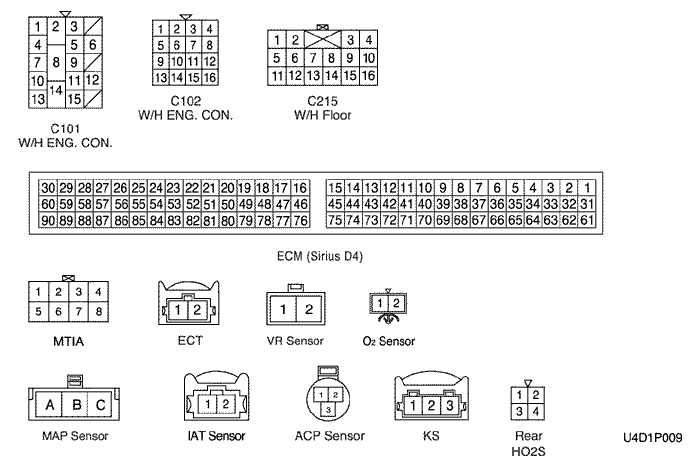 1 2 3
4 5 6
7 8 9
10 11 12
13 14 15
C101
W/H ENG. CON.
1 2 3 4
5 6 7 8
9 10 11 12
13 14 15 16
C102
W/H ENG. CON.
1 2 3 4
5 6 7 8 9 10
11 12 13 14 15 16
C215
W/H Floor
30 29 28 27 26 25 24 23 22 21 20 19 18 17 16 15 14 13 12 11 10 9 8 7 6 5 4 3 2 1
60 59 58 57 56 55 54 53 52 51 50 49 48 47 46 45 44 43 42 41 40 39 38 37 36 35 34 33 32 31
90 89 88 87 86 85 84 83 82 81 80 79 78 77 76 75 74 73 72 71 70 69 68 67 66 65 64 63 62 61
ECM (Sirius D4)
1 2 3 4
5 6 7 8
MTIA
1 2
ECT
1 2
VR Sensor
1 2
O2 Sensor
A B C
MAP Sensor
1 2
IAT Sensor
1 2
3
ACP Sensor
1 2 3
KS
1 2
3 4
Rear
HO2S
U4D1P009